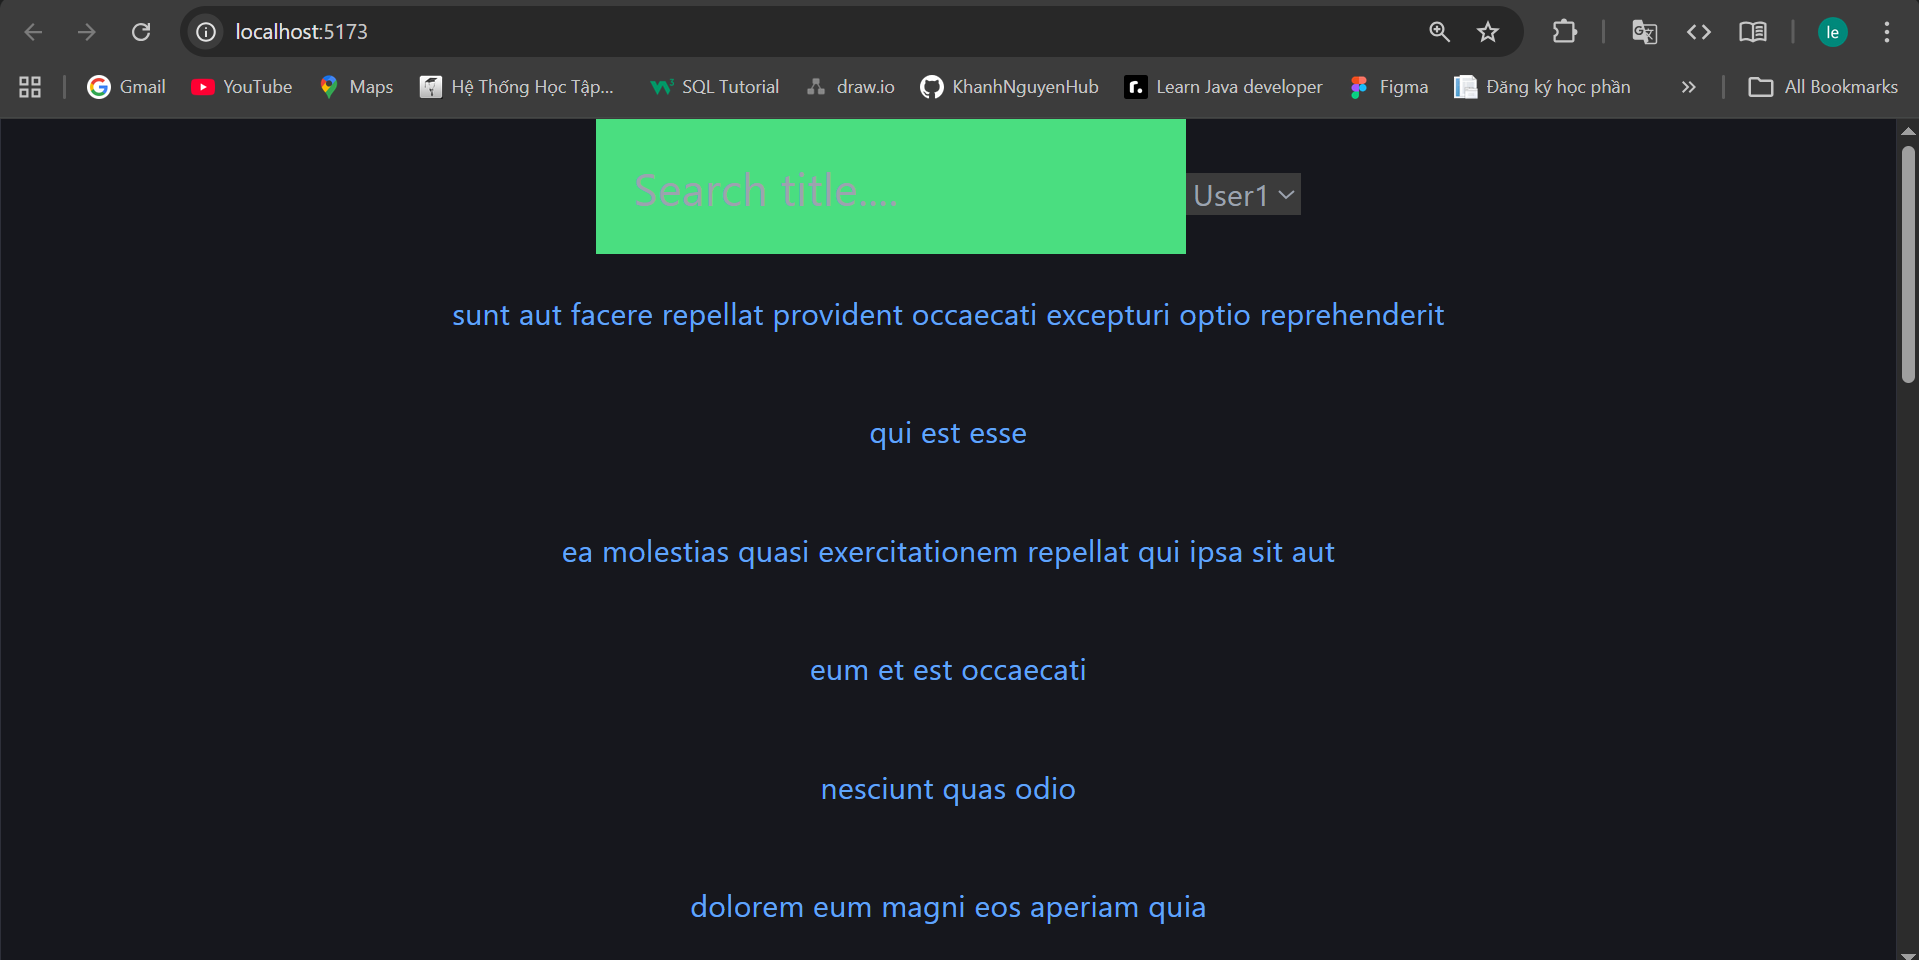 localhost:5173
le
Gmail YouTube Maps Hệ Thống Học Tập... SQL Tutorial draw.io KhanhNguyenHub Learn Java developer Figma Đăng ký học phần » All Bookmarks
Search title.... User1
sunt aut facere repellat provident occaecati excepturi optio reprehenderit
qui est esse
ea molestias quasi exercitationem repellat qui ipsa sit aut
eum et est occaecati
nesciunt quas odio
dolorem eum magni eos aperiam quia